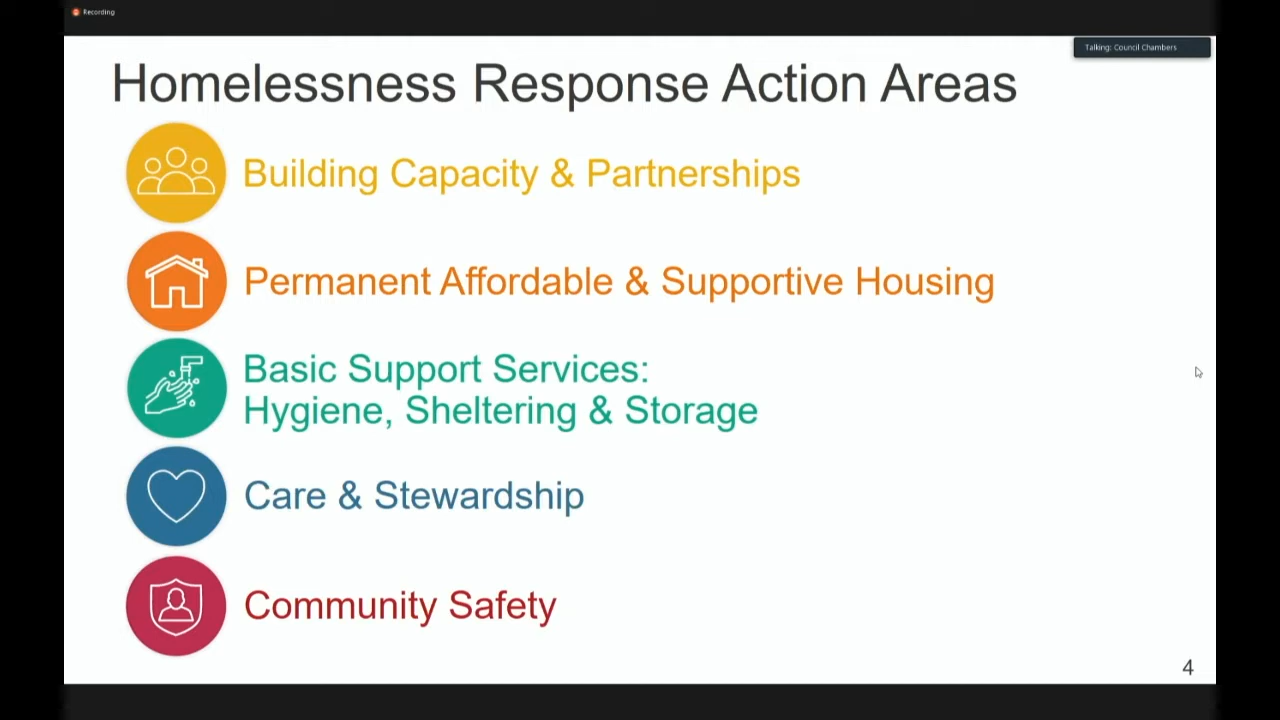 Recording
Talking: Council Chambers
Homelessness Response Action Areas
Building Capacity & Partnerships
Permanent Affordable & Supportive Housing
Basic Support Services:
Hygiene, Sheltering & Storage
Care & Stewardship
Community Safety
4